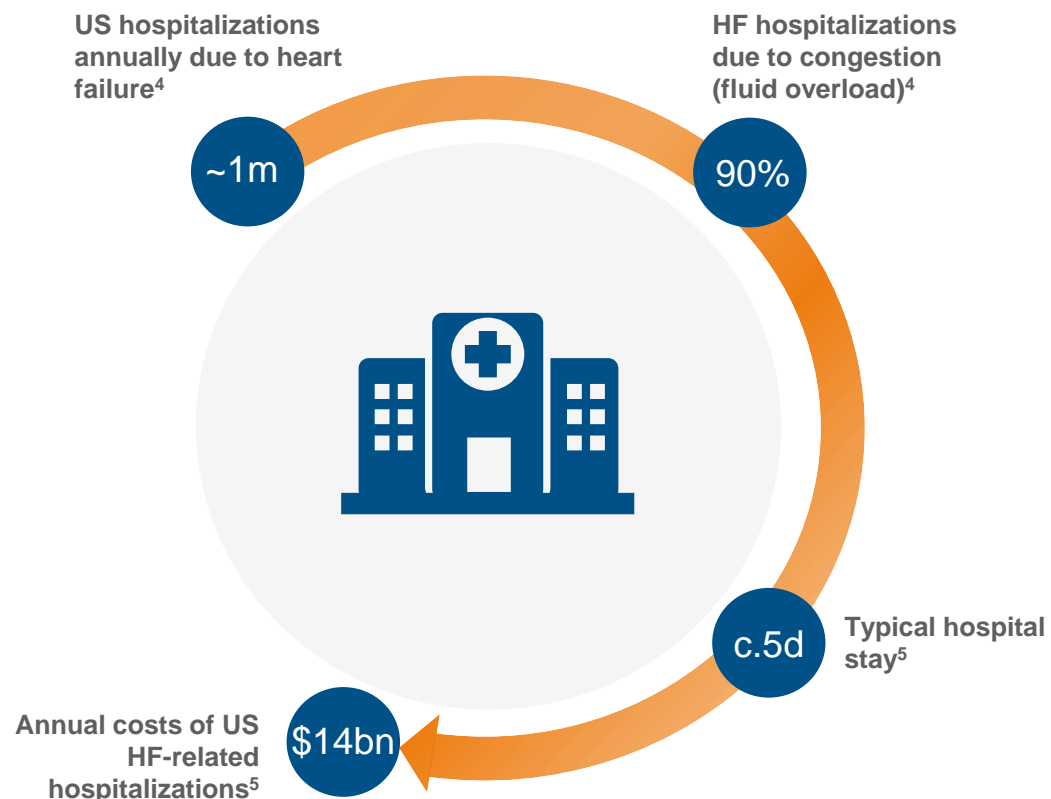 US hospitalizations
annually due to heart
failure⁴
~1m
HF hospitalizations
due to congestion
(fluid overload)⁴
90%
c.5d
Typical hospital
stay⁵
Annual costs of US
HF-related
hospitalizations⁵
$14bn